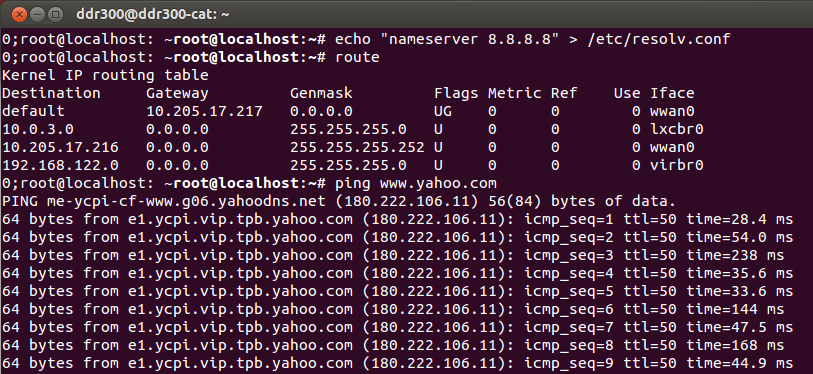 ddr300@ddr300-cat: ~
0;root@localhost: ~root@localhost:~# echo "nameserver 8.8.8.8" > /etc/resolv.conf
0;root@localhost: ~root@localhost:~# route
Kernel IP routing table
Destination     Gateway         Genmask         Flags Metric Ref    Use Iface
default         10.205.17.217   0.0.0.0         UG    0      0        0 wwan0
10.0.3.0        0.0.0.0         255.255.255.0   U     0      0        0 lxcbr0
10.205.17.216   0.0.0.0         255.255.255.252 U     0      0        0 wwan0
192.168.122.0   0.0.0.0         255.255.255.0   U     0      0        0 virbr0
0;root@localhost: ~root@localhost:~# ping www.yahoo.com
PING me-ycpi-cf-www.g06.yahoodns.net (180.222.106.11) 56(84) bytes of data.
64 bytes from e1.ycpi.vip.tpb.yahoo.com (180.222.106.11): icmp_seq=1 ttl=50 time=28.4 ms
64 bytes from e1.ycpi.vip.tpb.yahoo.com (180.222.106.11): icmp_seq=2 ttl=50 time=54.0 ms
64 bytes from e1.ycpi.vip.tpb.yahoo.com (180.222.106.11): icmp_seq=3 ttl=50 time=238 ms
64 bytes from e1.ycpi.vip.tpb.yahoo.com (180.222.106.11): icmp_seq=4 ttl=50 time=35.6 ms
64 bytes from e1.ycpi.vip.tpb.yahoo.com (180.222.106.11): icmp_seq=5 ttl=50 time=33.6 ms
64 bytes from e1.ycpi.vip.tpb.yahoo.com (180.222.106.11): icmp_seq=6 ttl=50 time=144 ms
64 bytes from e1.ycpi.vip.tpb.yahoo.com (180.222.106.11): icmp_seq=7 ttl=50 time=47.5 ms
64 bytes from e1.ycpi.vip.tpb.yahoo.com (180.222.106.11): icmp_seq=8 ttl=50 time=168 ms
64 bytes from e1.ycpi.vip.tpb.yahoo.com (180.222.106.11): icmp_seq=9 ttl=50 time=44.9 ms